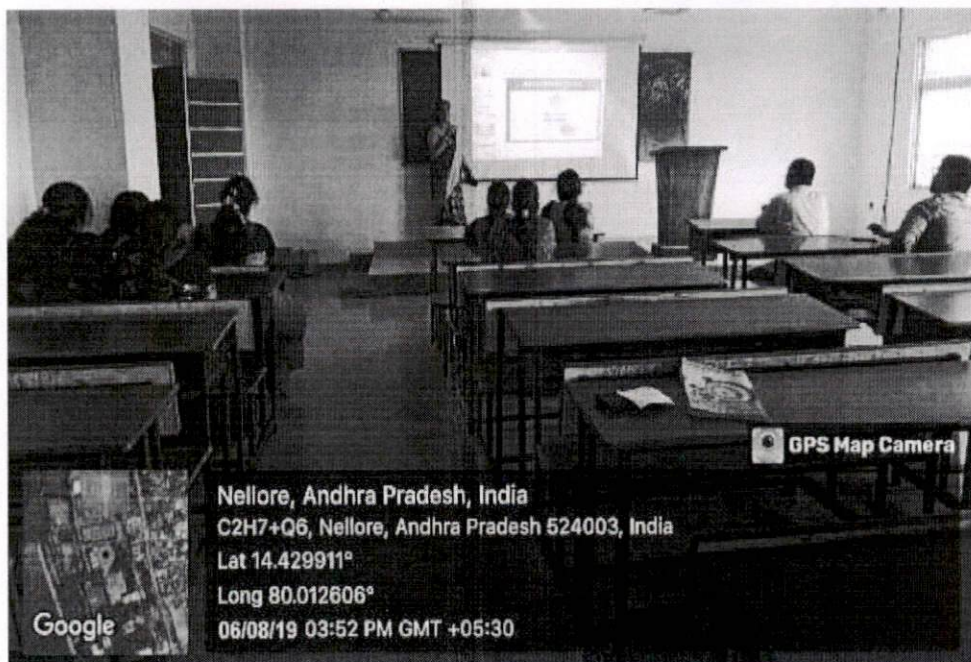 GPS Map Camera
Nellore, Andhra Pradesh, India
C2H7+Q6, Nellore, Andhra Pradesh 524003, India
Lat 14.429911°
Long 80.012606°
06/08/19 03:52 PM GMT +05:30
Google